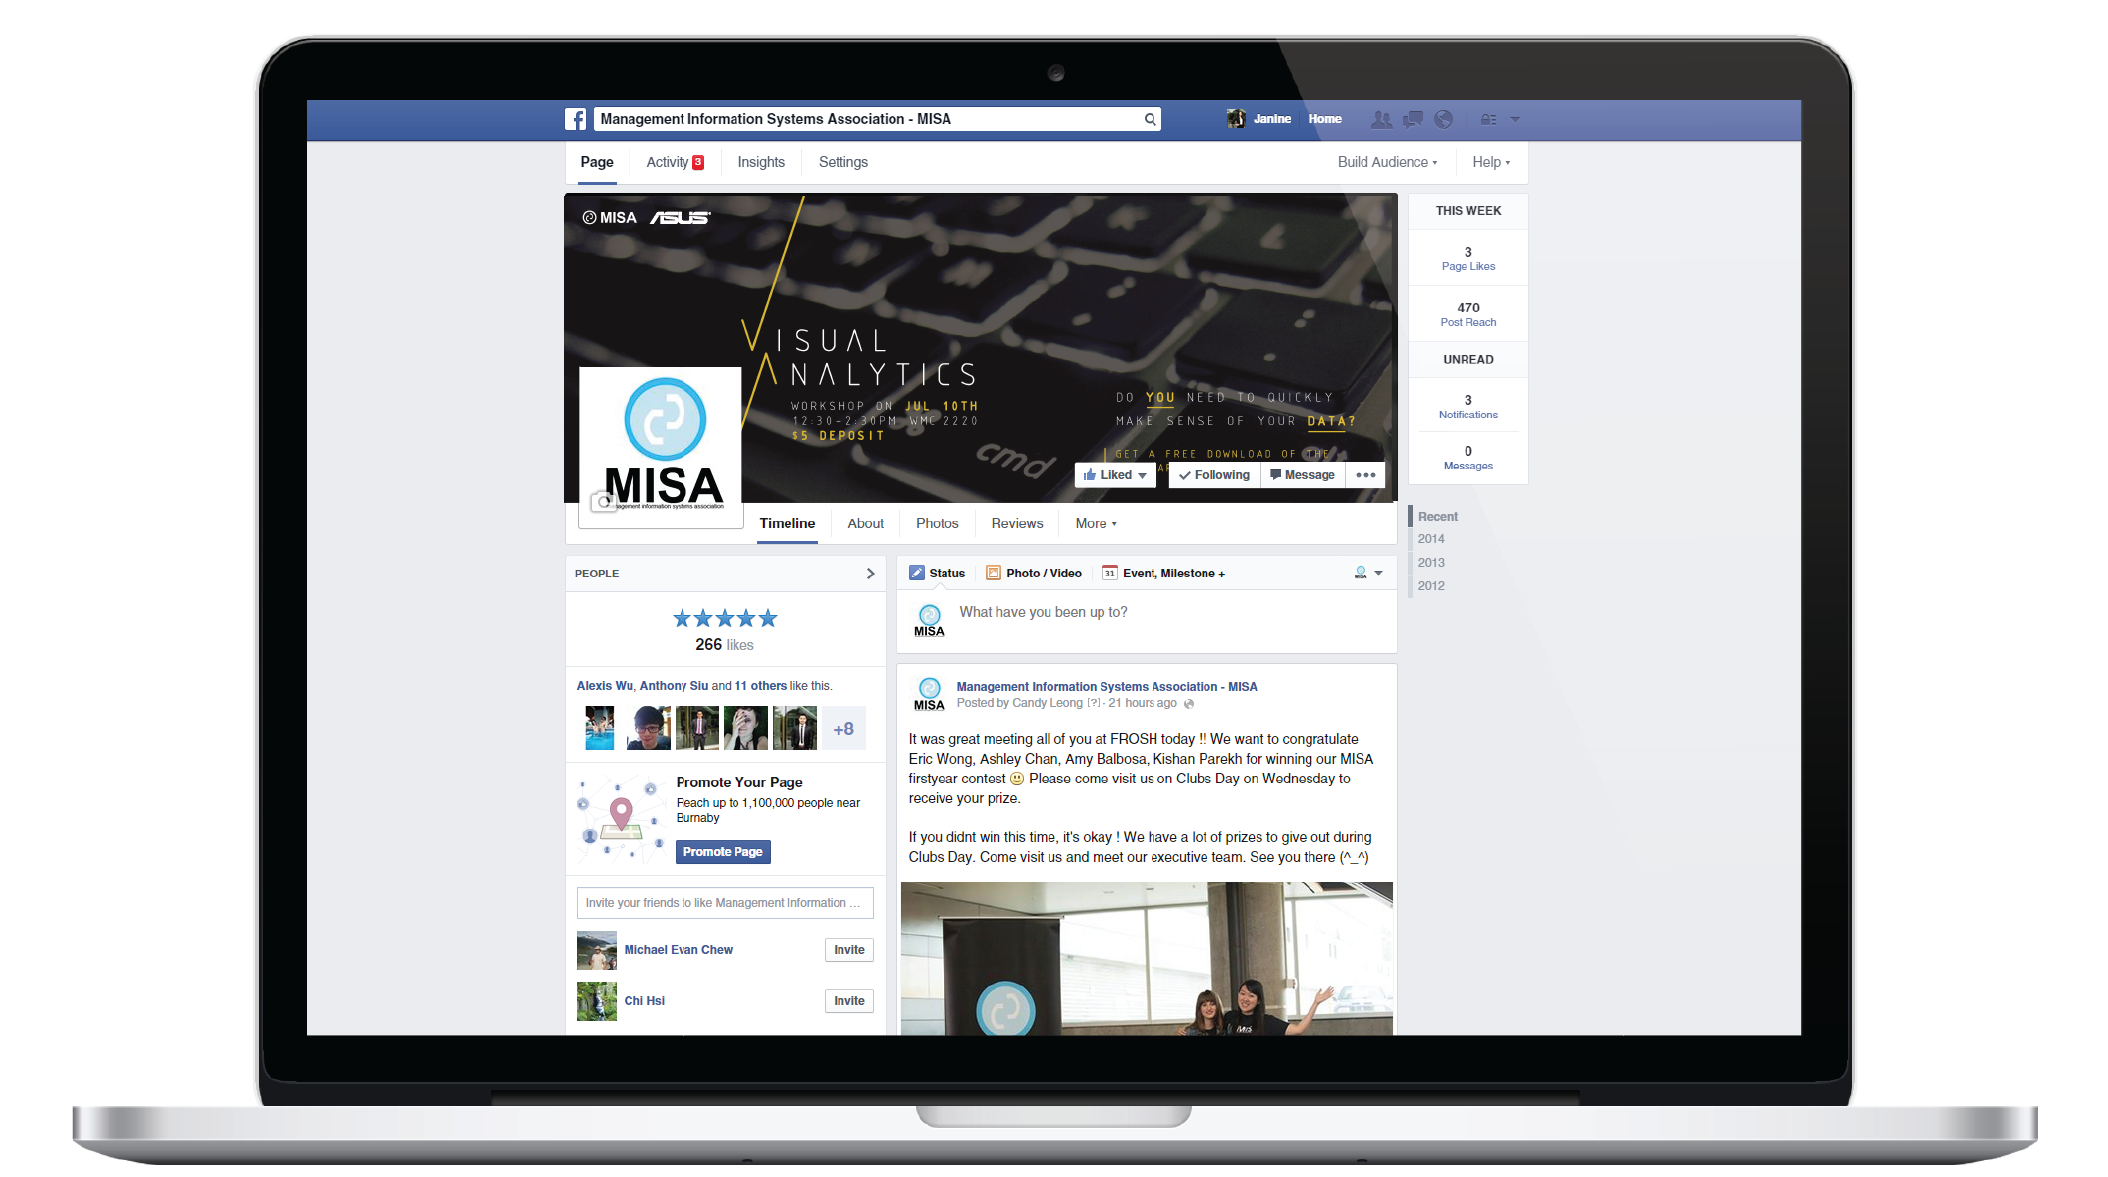 Management Information Systems Association - MISA
Janine Home
Page Activity 3 Insights Settings
Build Audience Help
MISA ASUS
VISUAL
ANALYTICS
WORKSHOP ON JUL 10TH
12:30-2:30PM WMC 2220
$5 DEPOSIT
DO YOU NEED TO QUICKLY
MAKE SENSE OF YOUR DATA?
GET A FREE DOWNLOAD OF THE
cmd
alt
Liked Following Message
MISA
management information systems association
Timeline About Photos Reviews More
THIS WEEK
3
Page Likes
470
Post Reach
UNREAD
3
Notifications
0
Messages
Recent
2014
2013
2012
PEOPLE
266 likes
Alexis Wu, Anthony Siu and 11 others like this.
+8
Promote Your Page
Reach up to 1,100,000 people near
Burnaby
Promote Page
Invite your friends to like Management Information ...
Michael Evan Chew Invite
Chi Hsi Invite
Status Photo / Video 31 Event, Milestone +
MISA
What have you been up to?
MISA
Management Information Systems Association - MISA
Posted by Candy Leong [?] · 21 hours ago
It was great meeting all of you at FROSH today !! We want to congratulate
Eric Wong, Ashley Chan, Amy Balbosa, Kishan Parekh for winning our MISA
firstyear contest 😃 Please come visit us on Clubs Day on Wednesday to
receive your prize.
If you didnt win this time, it's okay ! We have a lot of prizes to give out during
Clubs Day. Come visit us and meet our executive team. See you there (^_^)